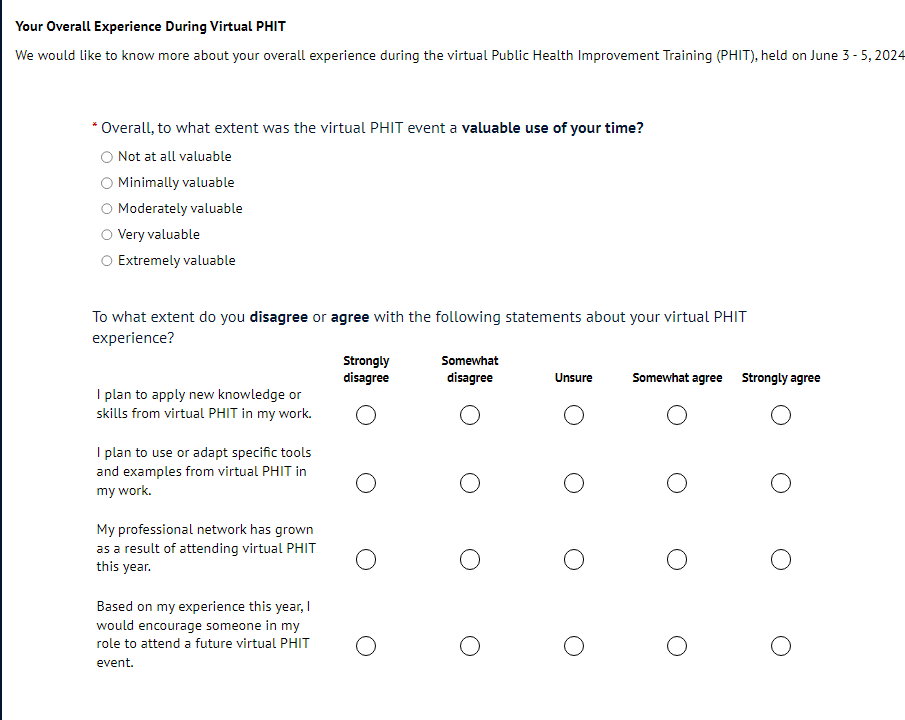 Your Overall Experience During Virtual PHIT
We would like to know more about your overall experience during the virtual Public Health Improvement Training (PHIT), held on June 3 - 5, 2024
* Overall, to what extent was the virtual PHIT event a valuable use of your time?
Not at all valuable
Minimally valuable
Moderately valuable
Very valuable
Extremely valuable
To what extent do you disagree or agree with the following statements about your virtual PHIT
experience?
Strongly Somewhat
disagree disagree Unsure Somewhat agree Strongly agree
I plan to apply new knowledge or
skills from virtual PHIT in my work.
I plan to use or adapt specific tools
and examples from virtual PHIT in
my work.
My professional network has grown
as a result of attending virtual PHIT
this year.
Based on my experience this year, I
would encourage someone in my
role to attend a future virtual PHIT
event.